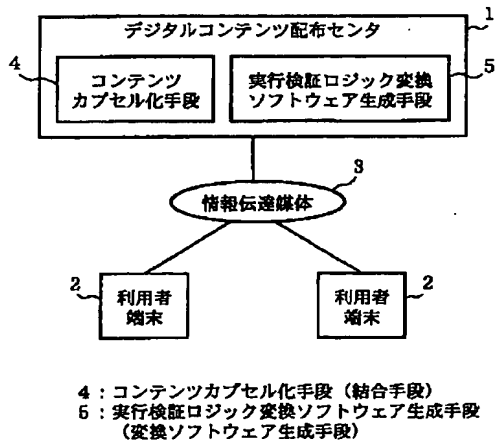 デジタルコンテンツ配布センタ
1
4
コンテンツ
カプセル化手段
実行検証ロジック変換
ソフトウェア生成手段
5
3
情報伝達媒体
2
利用者
端末
利用者
端末
2
4：コンテンツカプセル化手段（結合手段）
5：実行検証ロジック変換ソフトウェア生成手段
（変換ソフトウェア生成手段）